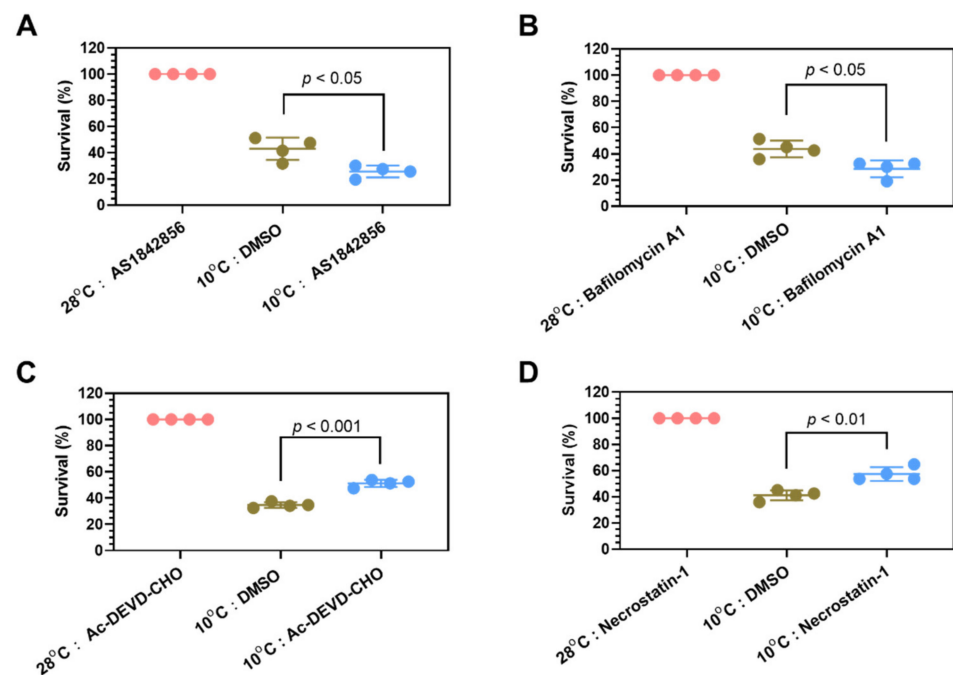 A
Survival (%)
120
100
80
60
40
20
0
p < 0.05
28°C : AS1842856
10°C : DMSO
10°C : AS1842856
B
Survival (%)
120
100
80
60
40
20
0
p < 0.05
28°C : Bafilomycin A1
10°C : DMSO
10°C : Bafilomycin A1
C
Survival (%)
120
100
80
60
40
20
0
p < 0.001
28°C : Ac-DEVD-CHO
10°C : DMSO
10°C : Ac-DEVD-CHO
D
Survival (%)
120
100
80
60
40
20
0
p < 0.01
28°C : Necrostatin-1
10°C : DMSO
10°C : Necrostatin-1